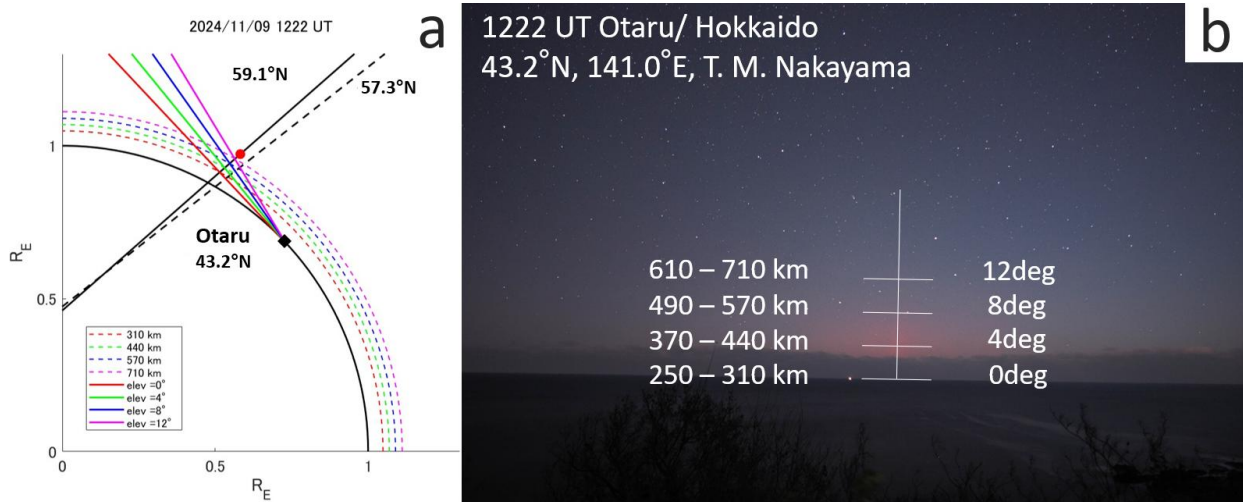 2024/11/09 1222 UT
a
59.1°N
57.3°N
1
Otaru
43.2°N
R_E
0.5
310 km
440 km
570 km
710 km
elev =0°
elev =4°
elev =8°
elev =12°
0
0
0.5
1
R_E
b
1222 UT Otaru/ Hokkaido
43.2°N, 141.0°E, T. M. Nakayama
610 – 710 km 12deg
490 – 570 km 8deg
370 – 440 km 4deg
250 – 310 km 0deg